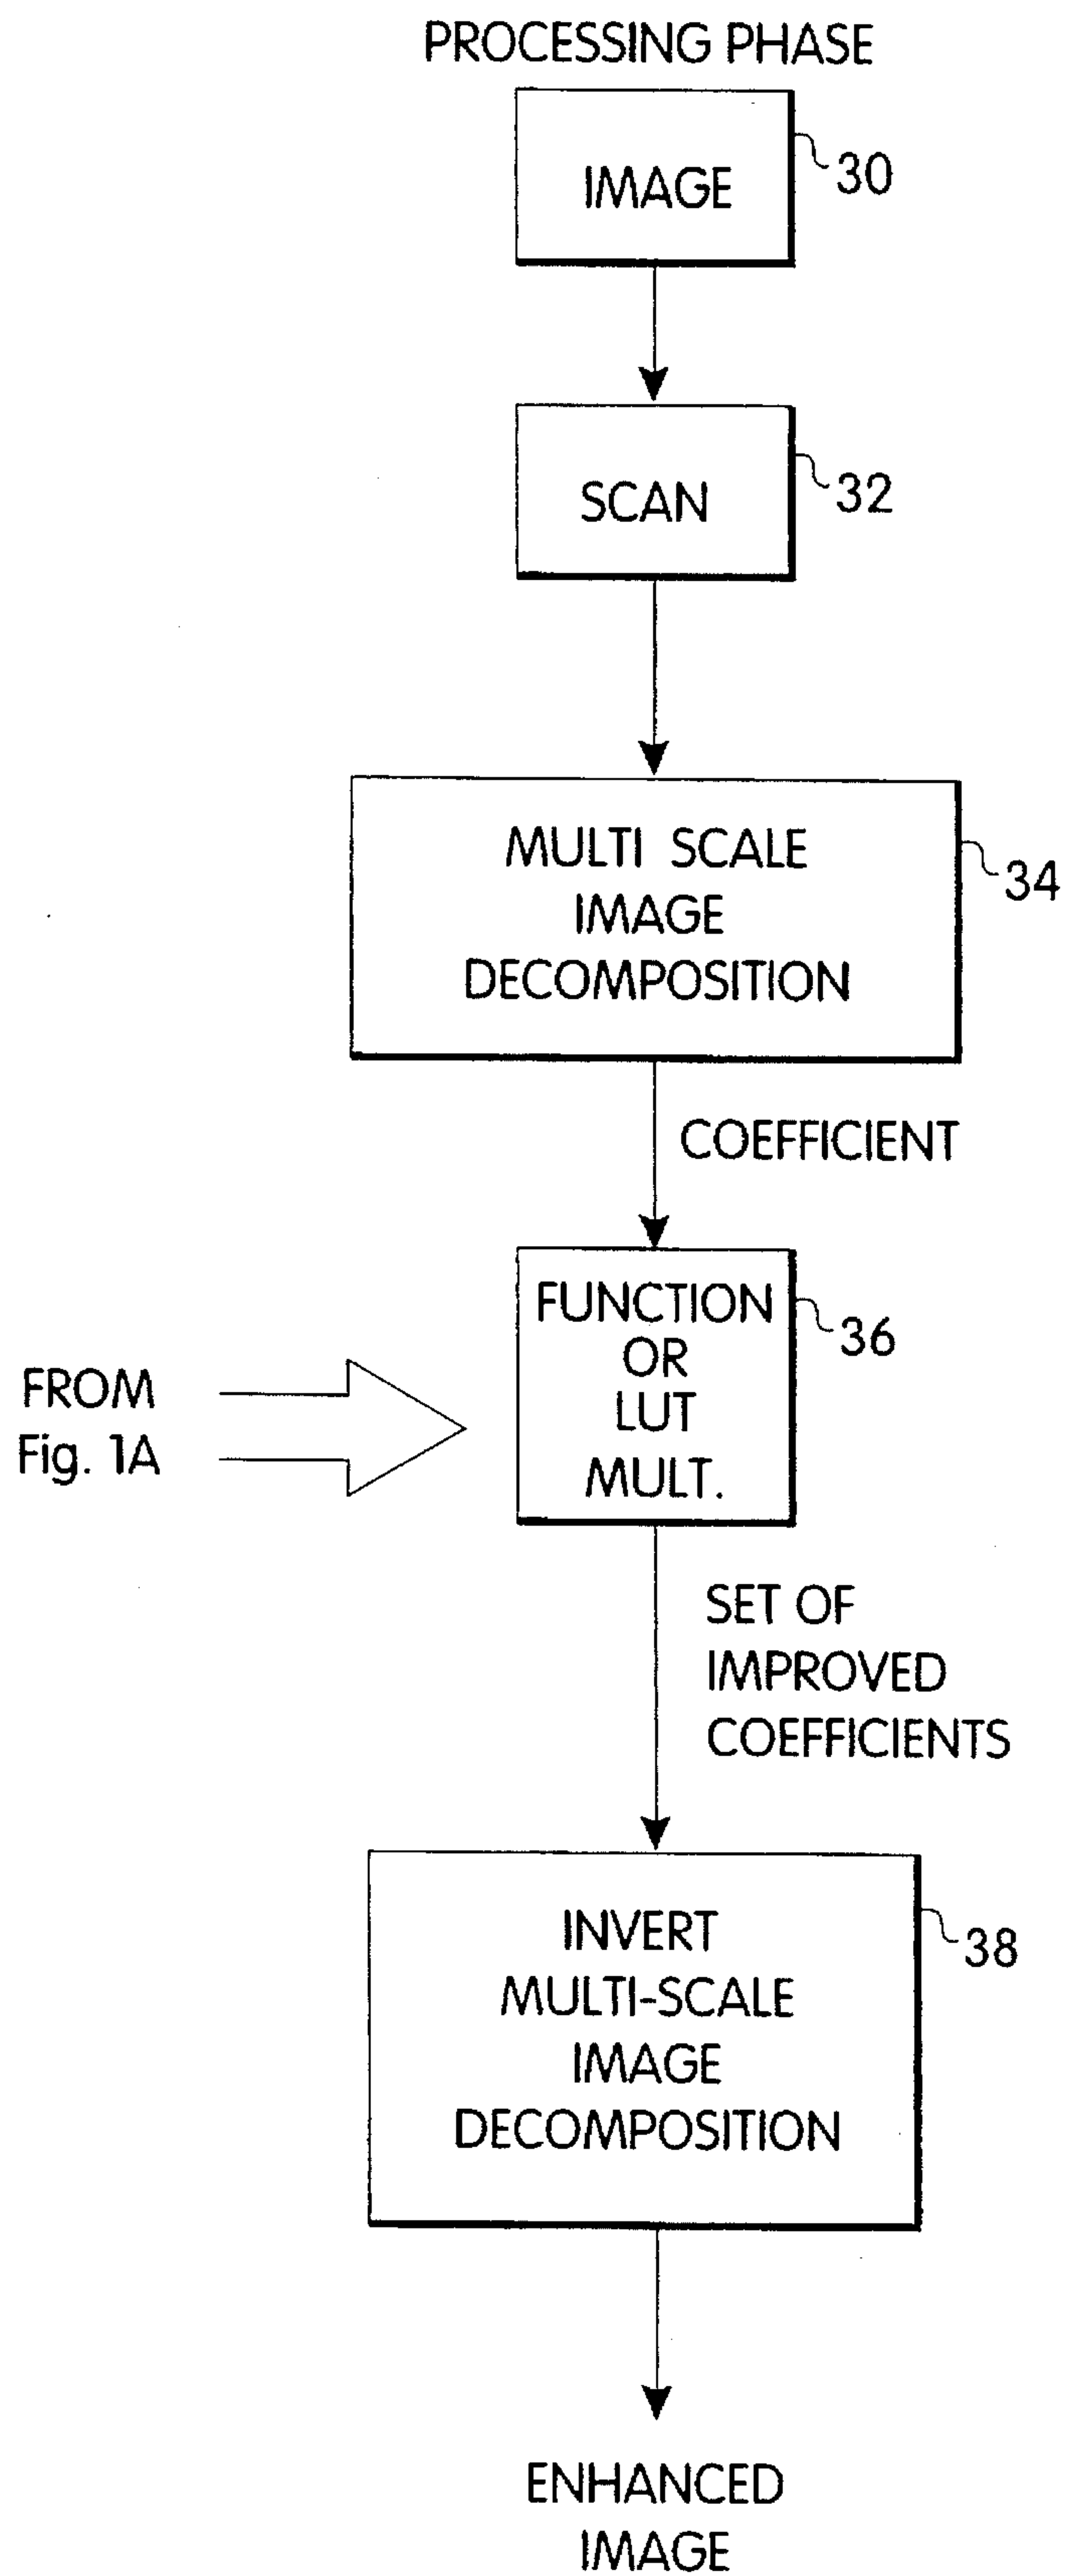 PROCESSING PHASE
IMAGE
30
SCAN
32
MULTI SCALE
IMAGE
DECOMPOSITION
34
COEFFICIENT
FUNCTION
OR
LUT
MULT.
36
FROM
Fig. 1A
SET OF
IMPROVED
COEFFICIENTS
INVERT
MULTI-SCALE
IMAGE
DECOMPOSITION
38
ENHANCED
IMAGE